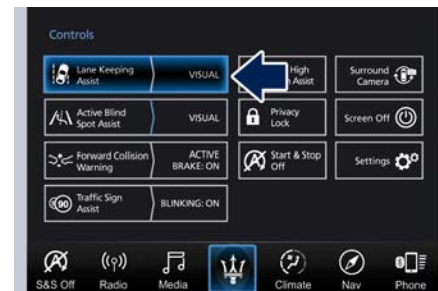 Controls
Lane Keeping
Assist
VISUAL
High
Assist
Surround
Camera
Active Blind
Spot Assist
VISUAL
Privacy
Lock
Screen Off
Forward Collision
Warning
ACTIVE
BRAKE: ON
Start & Stop
Off
Settings
90
Traffic Sign
Assist
BLINKING: ON
S&S Off
Radio
Media
Climate
Nav
Phone